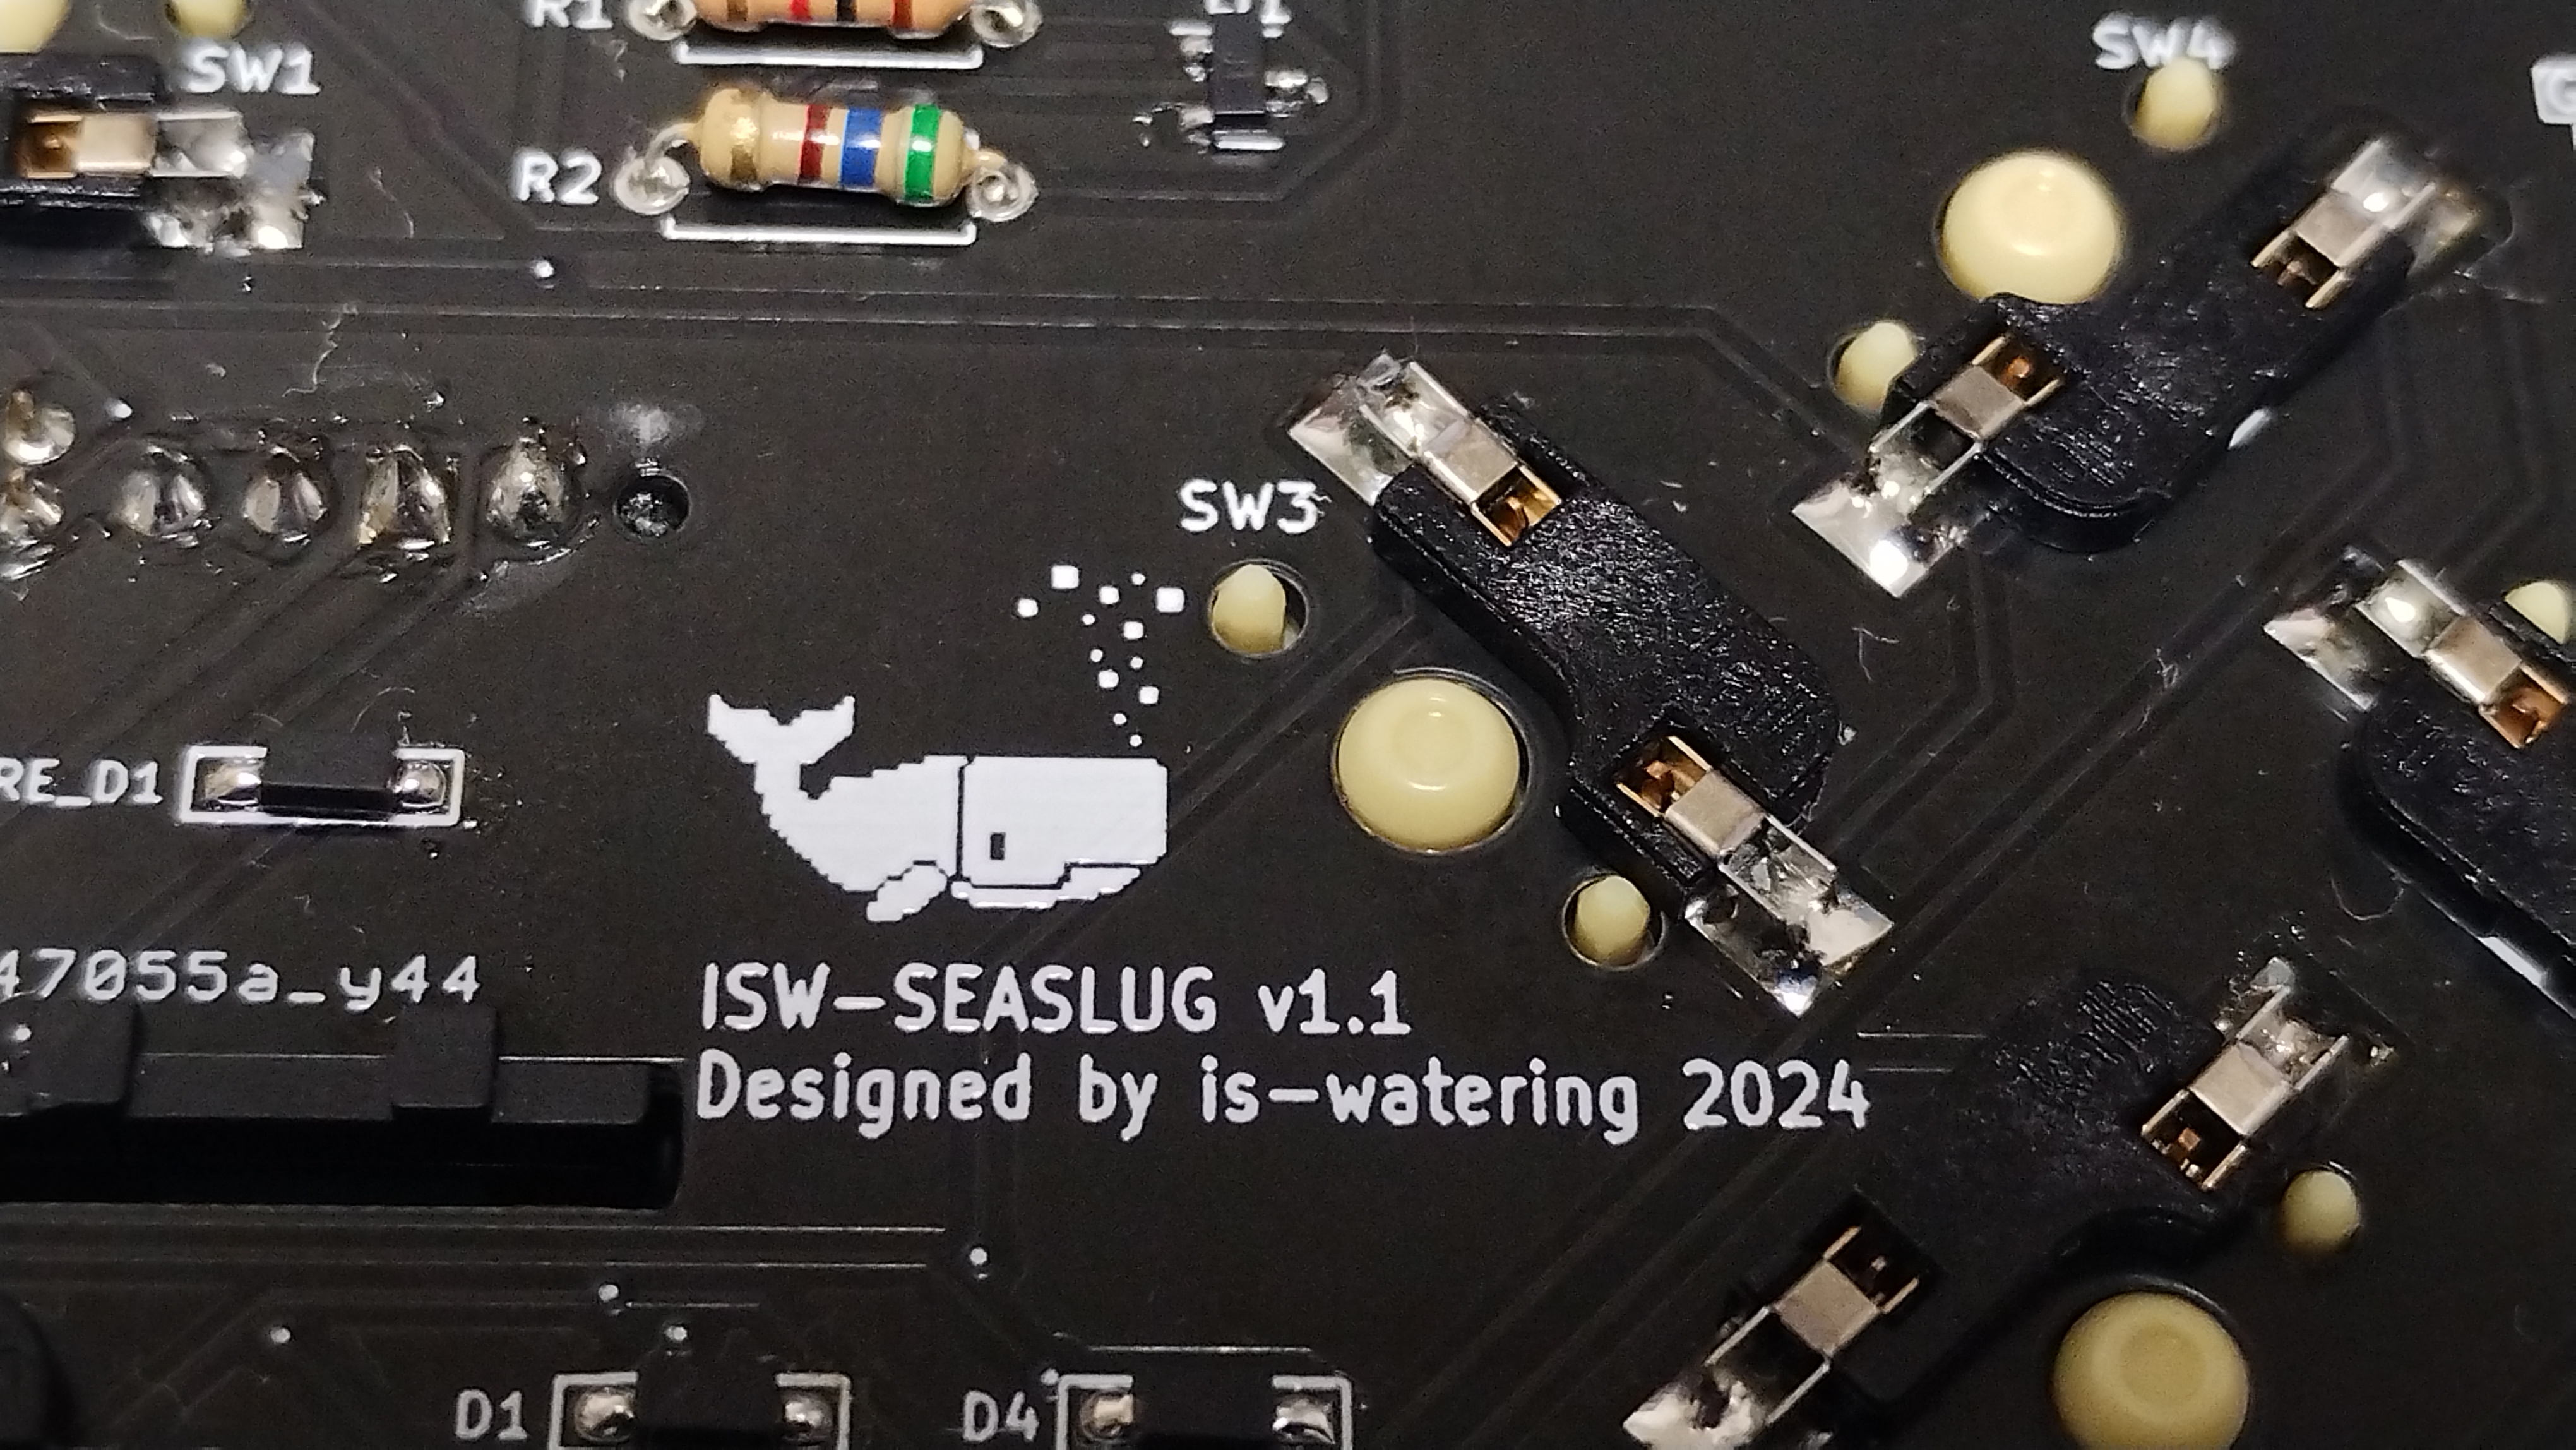 R1
SW4
SW1
R2
SW3
RE_D1
47055a_y44
ISW-SEASLUG v1.1
Designed by is-watering 2024
D1
D4